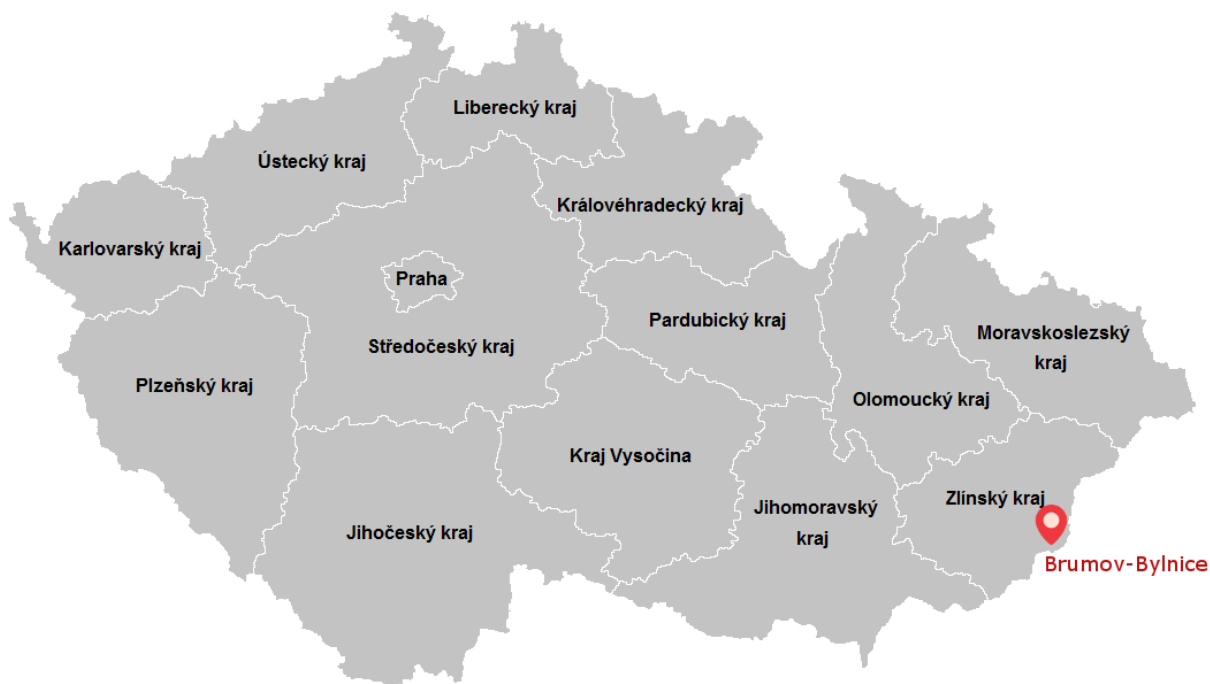 Liberecký kraj
Ústecký kraj
Královéhradecký kraj
Karlovarský kraj
Praha
Pardubický kraj
Středočeský kraj
Moravskoslezský
kraj
Plzeňský kraj
Olomoucký kraj
Kraj Vysočina
Zlínský kraj
Jihomoravský
kraj
Jihočeský kraj
Brumov-Bylnice